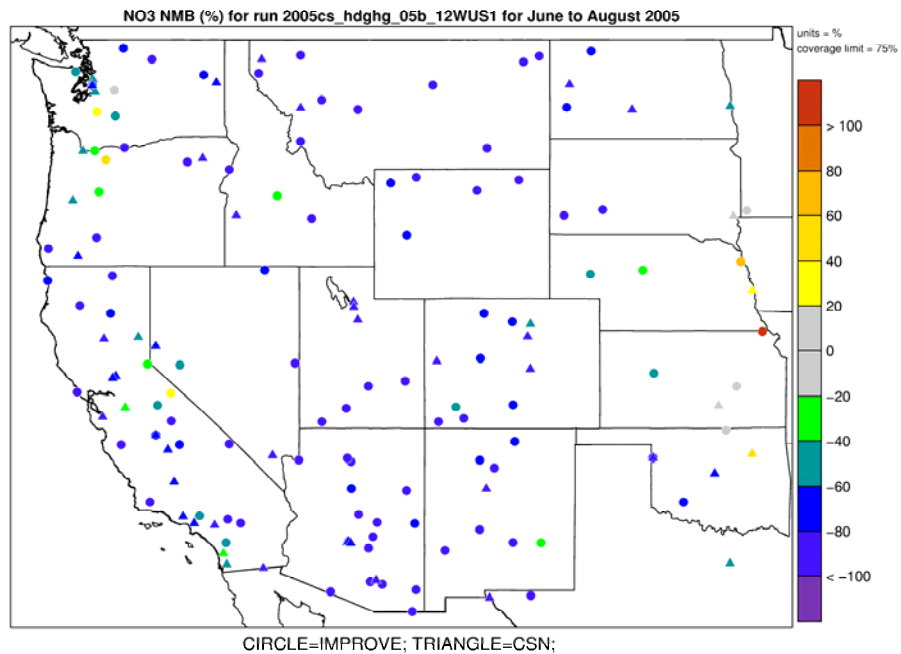 NO3 NMB (%) for run 2005cs_hdghg_05b_12WUS1 for June to August 2005
units = %
coverage limit = 75%
> 100
80
60
40
20
0
−20
−40
−60
−80
< −100
CIRCLE=IMPROVE; TRIANGLE=CSN;